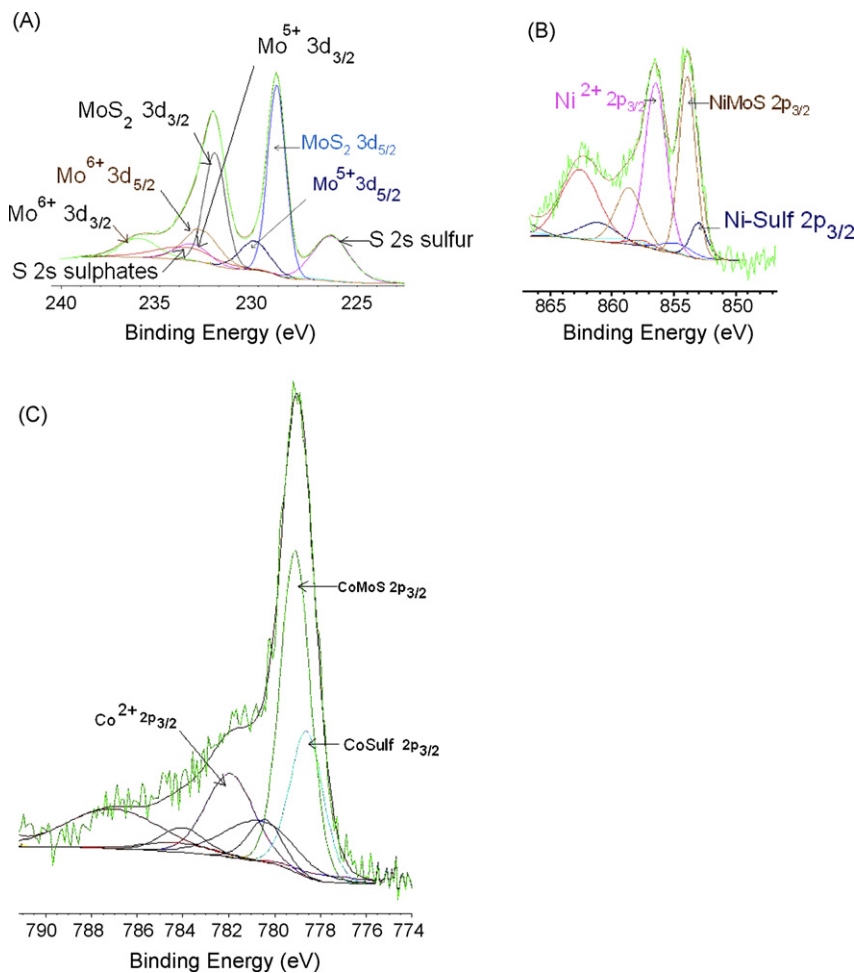 (A)
Mo5+ 3d3/2
MoS2 3d3/2
Mo6+ 3d5/2
Mo6+ 3d3/2
S 2s sulphates
MoS2 3d5/2
Mo5+3d5/2
S 2s sulfur
240 235 230 225
Binding Energy (eV)
(B)
Ni2+ 2p3/2
NiMoS 2p3/2
Ni-Sulf 2p3/2
865 860 854 850
Binding Energy (eV)
(C)
CoMoS 2p3/2
Co2+ 2p3/2
CoSulf 2p3/2
790 788 786 784 782 780 778 776 774
Binding Energy (eV)